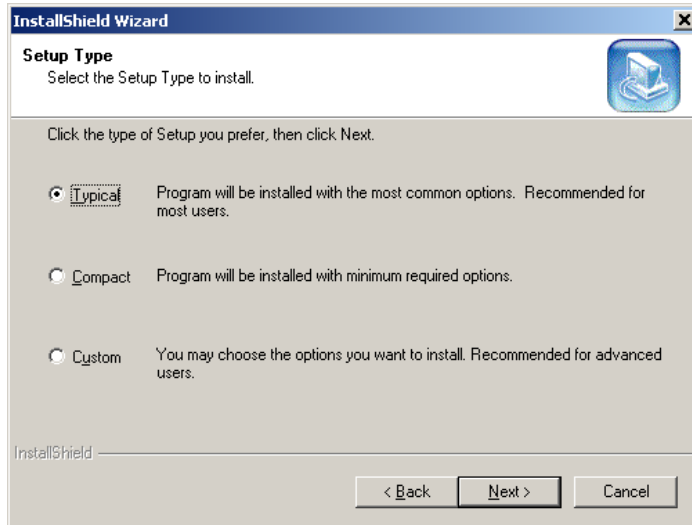 InstallShield Wizard
Setup Type
Select the Setup Type to install.
Click the type of Setup you prefer, then click Next.
Typical
Program will be installed with the most common options. Recommended for
most users.
Compact
Program will be installed with minimum required options.
Custom
You may choose the options you want to install. Recommended for advanced
users.
InstallShield
< Back
Next >
Cancel